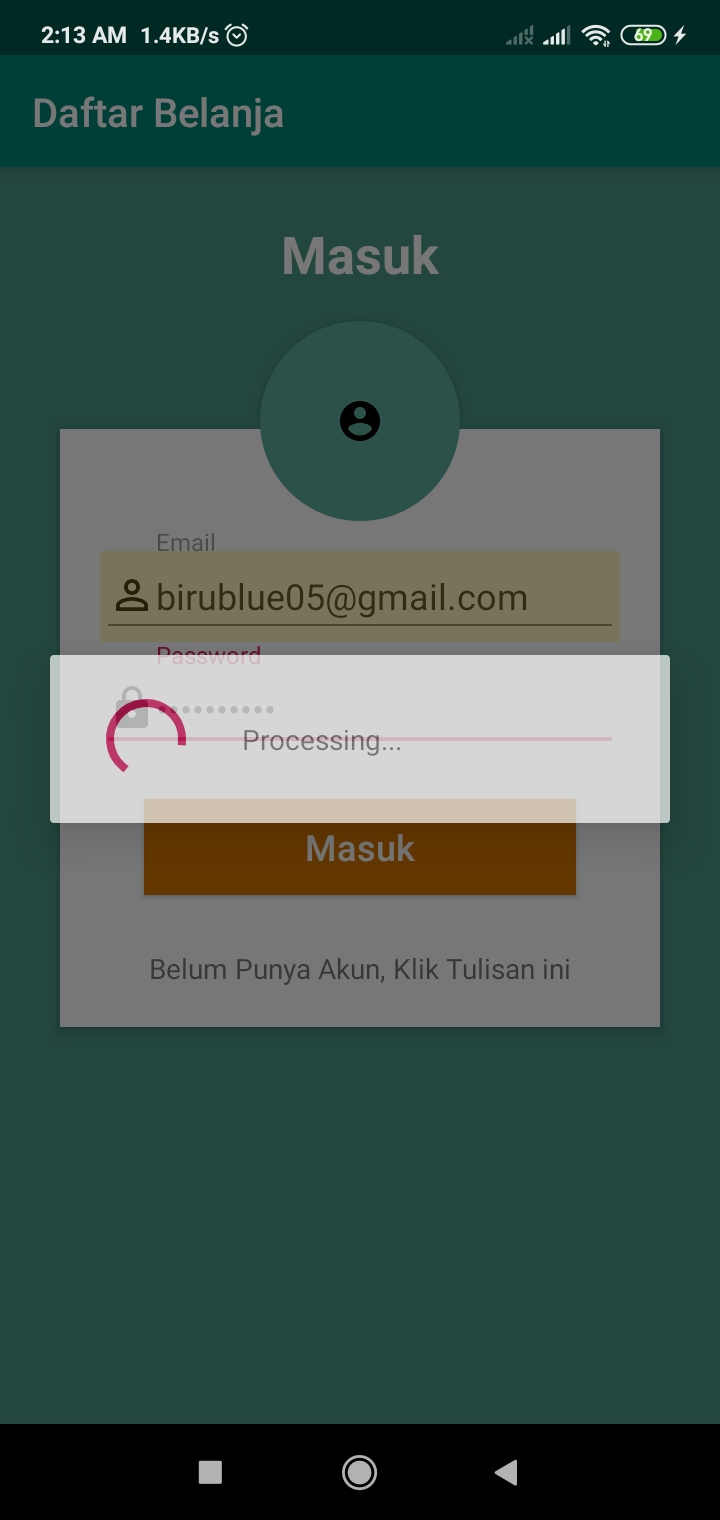 2:13 AM 1.4KB/s 69
Daftar Belanja
Masuk
Email
birublue05@gmail.com
Password
••••••••••
Processing...
Masuk
Belum Punya Akun, Klik Tulisan ini